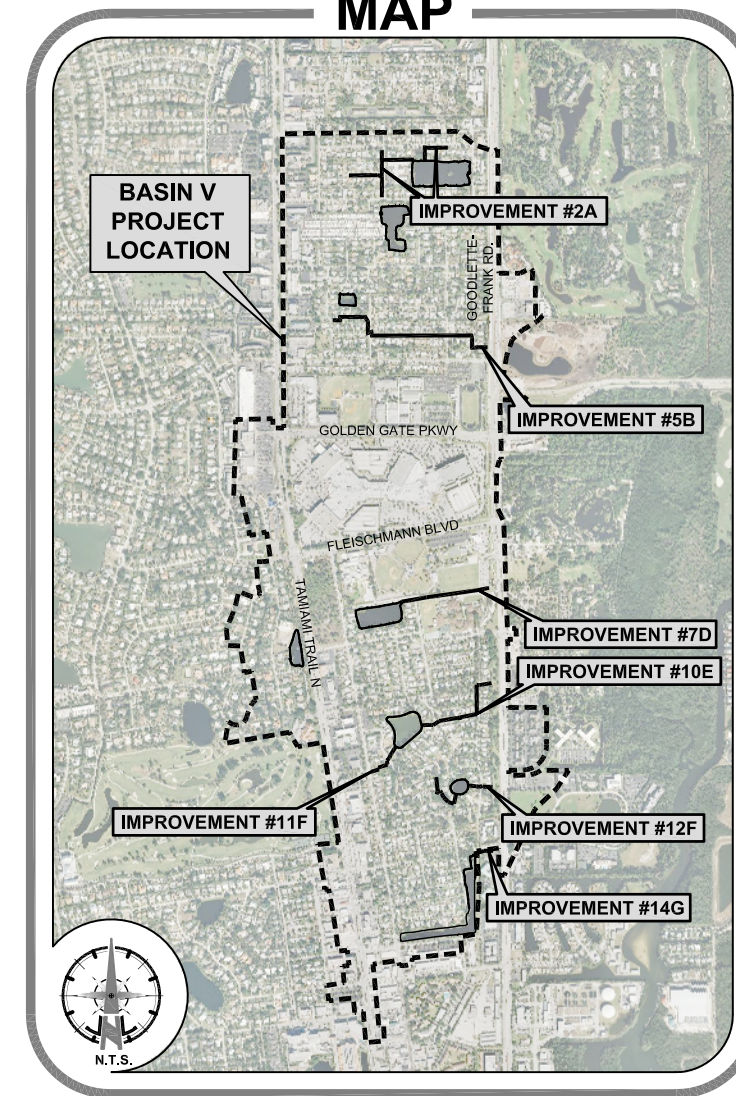 MAP
BASIN V
PROJECT
LOCATION
IMPROVEMENT #2A
GOODLETTE-
FRANK RD.
IMPROVEMENT #5B
GOLDEN GATE PKWY
FLEISCHMANN BLVD
TAMIAMI TRAIL N
IMPROVEMENT #7D
IMPROVEMENT #10E
IMPROVEMENT #11F
IMPROVEMENT #12F
IMPROVEMENT #14G
N
N.T.S.